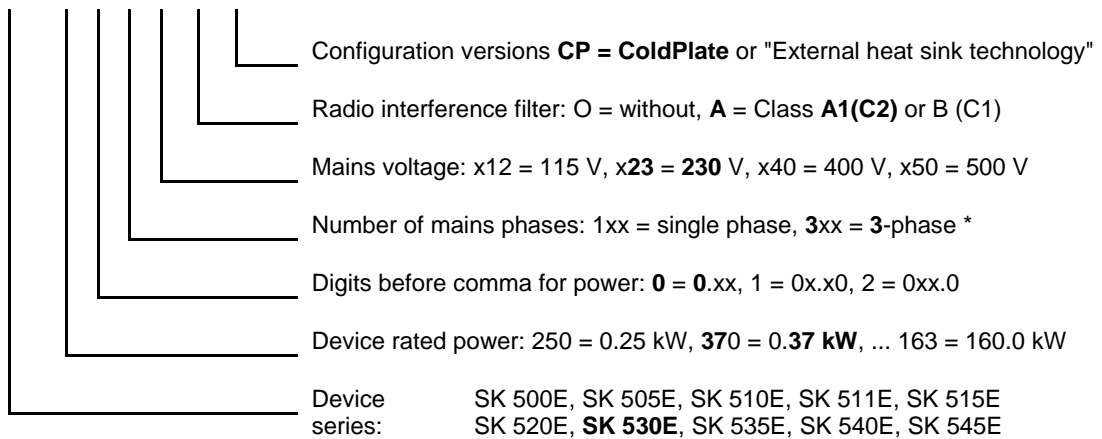 Configuration versions CP = ColdPlate or "External heat sink technology"
Radio interference filter: O = without, A = Class A1(C2) or B (C1)
Mains voltage: x12 = 115 V, x23 = 230 V, x40 = 400 V, x50 = 500 V
Number of mains phases: 1xx = single phase, 3xx = 3-phase *
Digits before comma for power: 0 = 0.xx, 1 = 0x.x0, 2 = 0xx.0
Device rated power: 250 = 0.25 kW, 370 = 0.37 kW, ... 163 = 160.0 kW
Device SK 500E, SK 505E, SK 510E, SK 511E, SK 515E
series: SK 520E, SK 530E, SK 535E, SK 540E, SK 545E